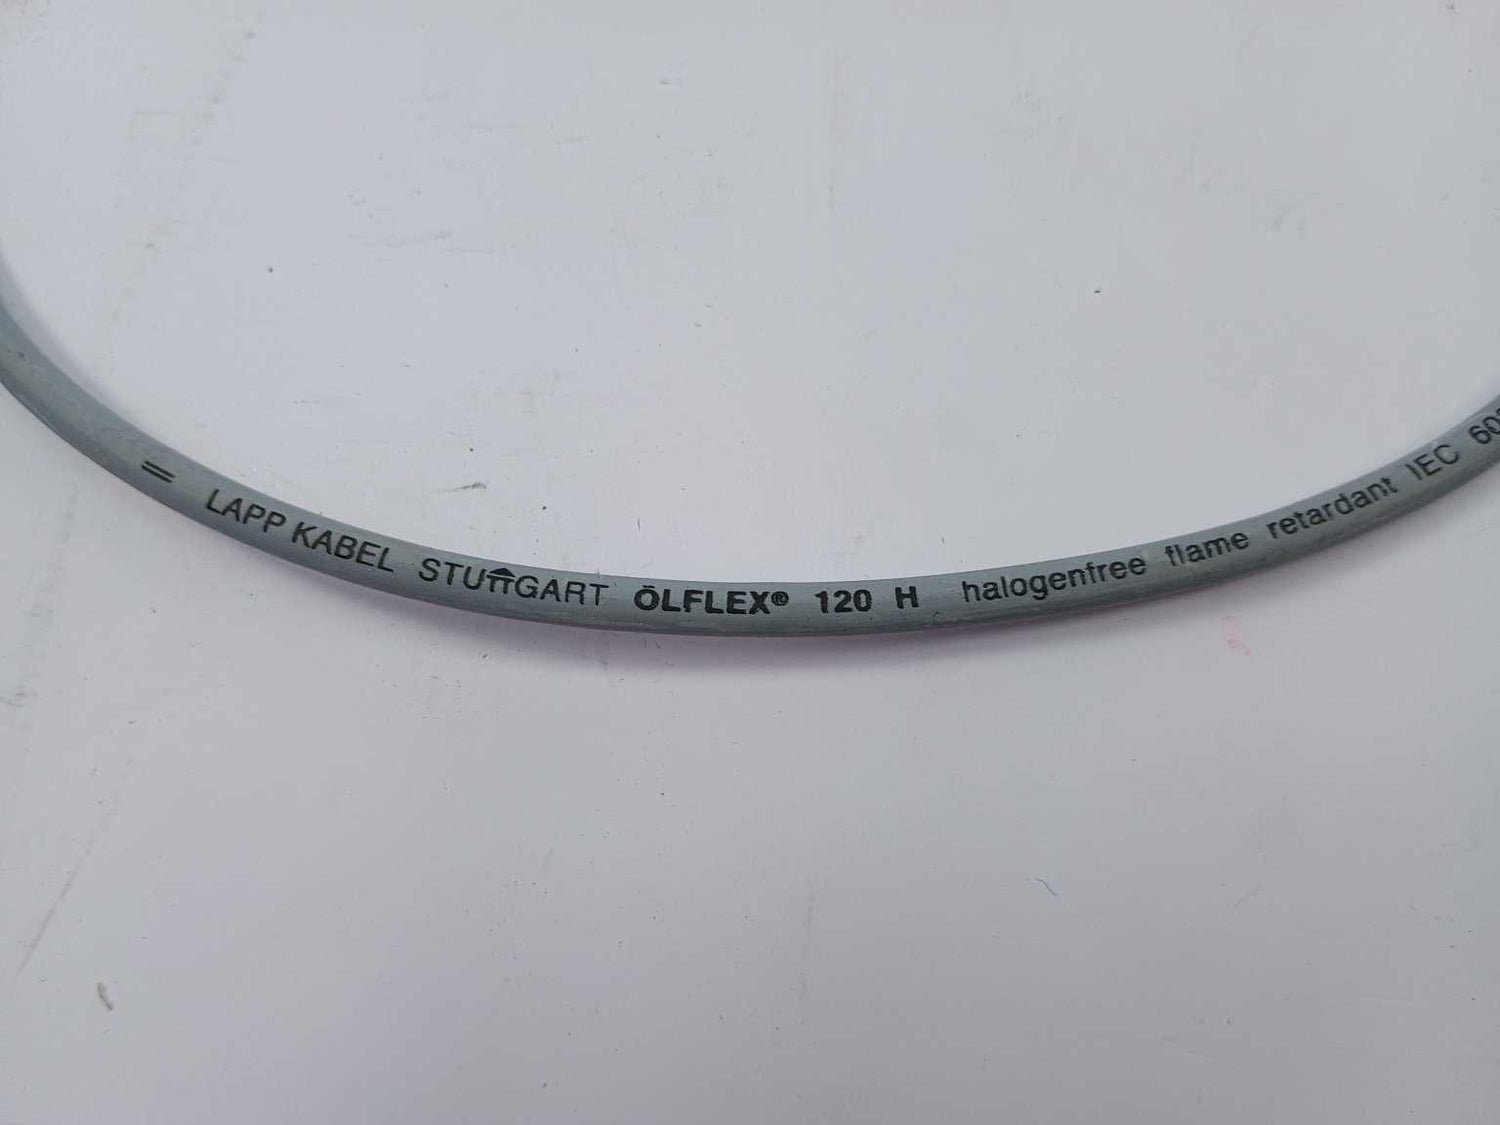 = LAPP KABEL STUTTGART ÖLFLEX® 120 H halogenfree flame retardant IEC